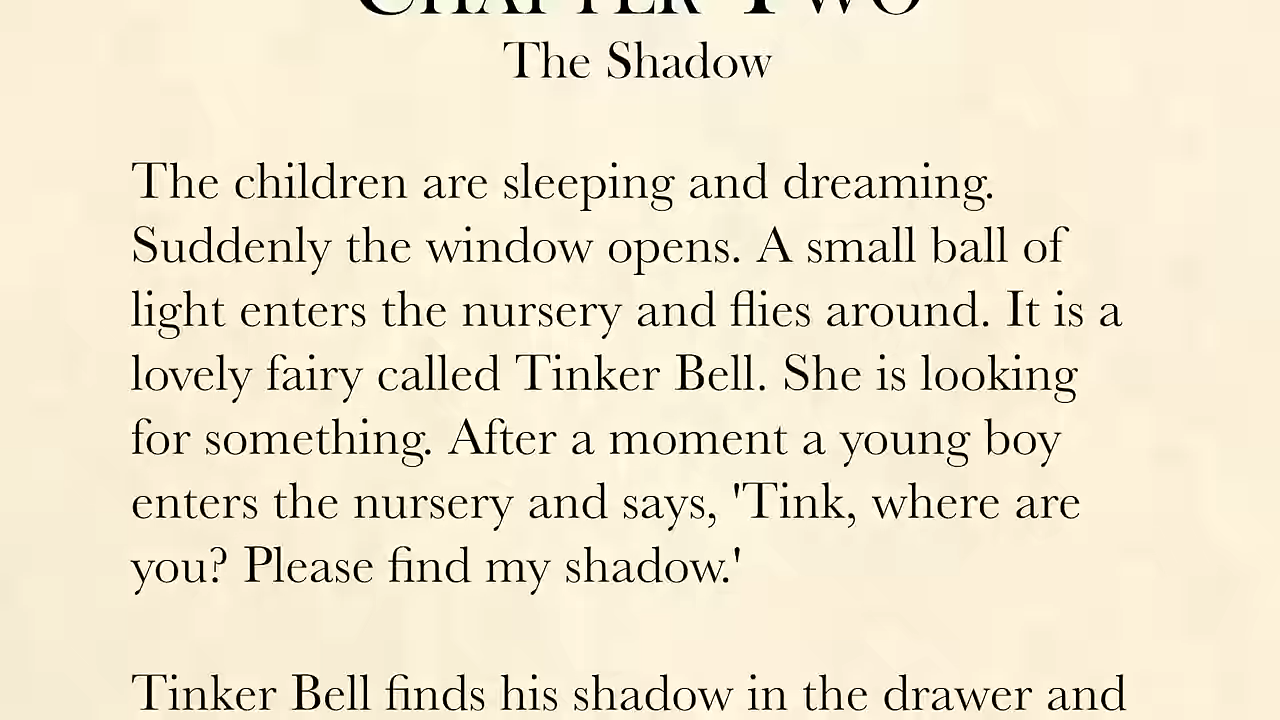 CHAPTER TWO
The Shadow
The children are sleeping and dreaming.
Suddenly the window opens. A small ball of
light enters the nursery and flies around. It is a
lovely fairy called Tinker Bell. She is looking
for something. After a moment a young boy
enters the nursery and says, 'Tink, where are
you? Please find my shadow.'
Tinker Bell finds his shadow in the drawer and